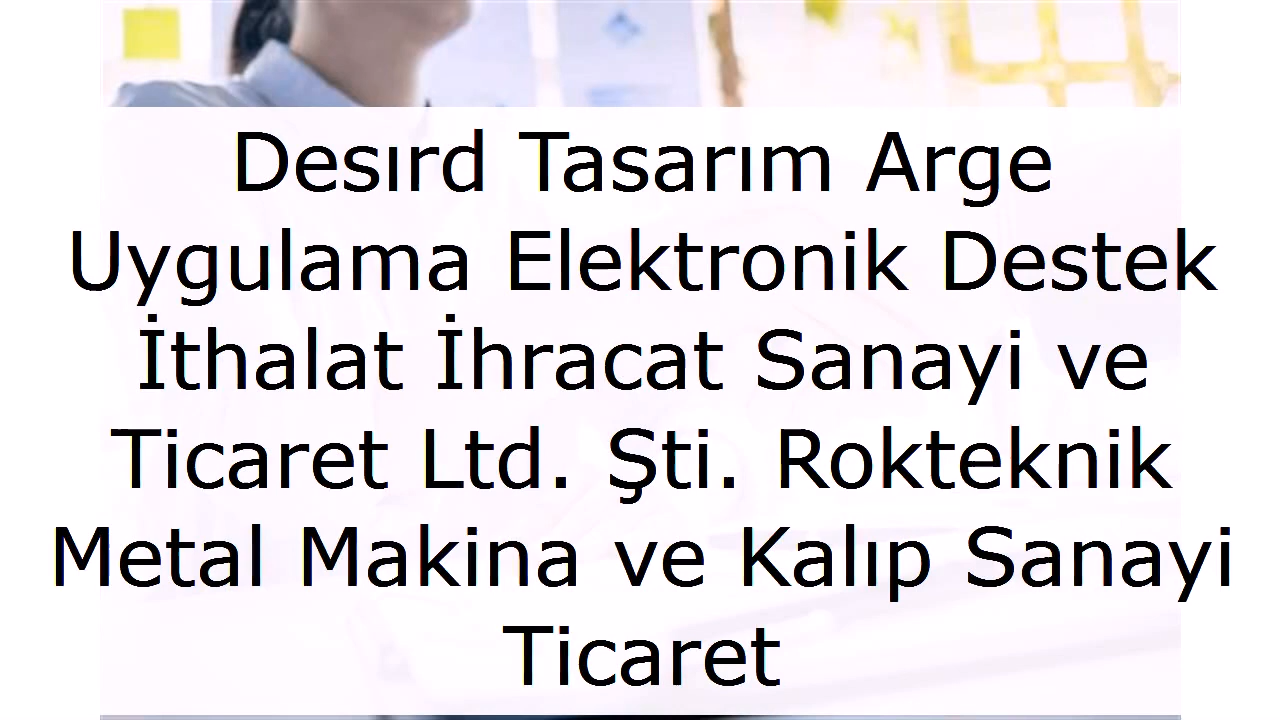 Desırd Tasarım Arge
Uygulama Elektronik Destek
İthalat İhracat Sanayi ve
Ticaret Ltd. Şti. Rokteknik
Metal Makina ve Kalıp Sanayi
Ticaret